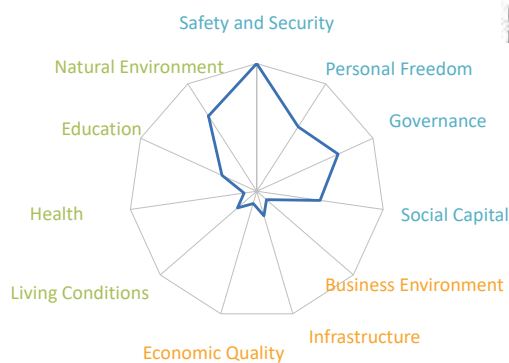 Safety and Security
Natural Environment
Personal Freedom
Education
Governance
Health
Social Capital
Living Conditions
Business Environment
Infrastructure
Economic Quality